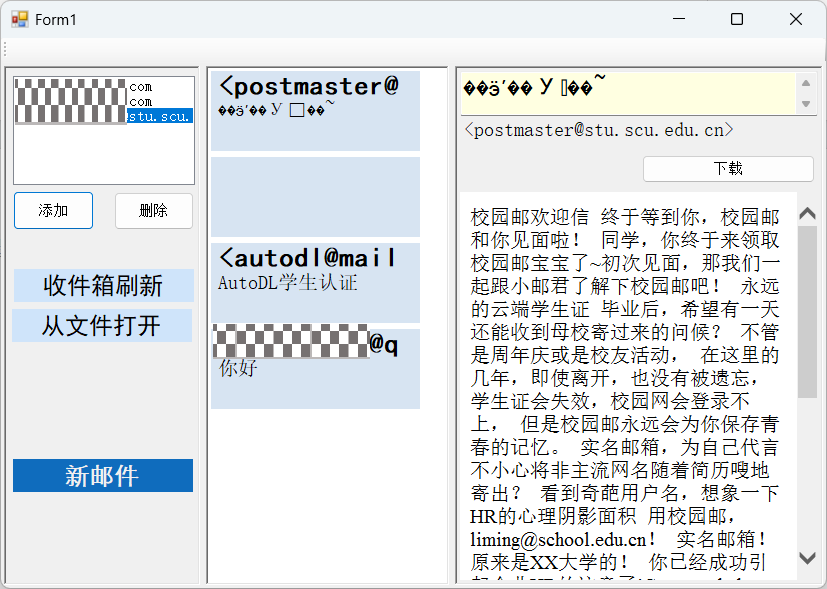 Form1
com
com
@stu.scu.
添加
删除
收件箱刷新
从文件打开
新邮件
<postmaster@
<autodl@mail
AutoDL学生认证
@q
你好
<postmaster@stu.scu.edu.cn>
下载
校园邮欢迎信 终于等到你，校园邮
和你见面啦！ 同学，你终于来领取
校园邮宝宝了~初次见面，那我们一
起跟小邮君了解下校园邮吧！ 永远
的云端学生证 毕业后，希望有一天
还能收到母校寄过来的问候？ 不管
是周年庆或是校友活动， 在这里的
几年，即使离开，也没有被遗忘，
学生证会失效，校园网会登录不
上， 但是校园邮永远会为你保存青
春的记忆。 实名邮箱，为自己代言
不小心将非主流网名随着简历嗖地
寄出？ 看到奇葩用户名，想象一下
HR的心理阴影面积 用校园邮，
liming@school.edu.cn！ 实名邮箱！
原来是XX大学的！ 你已经成功引